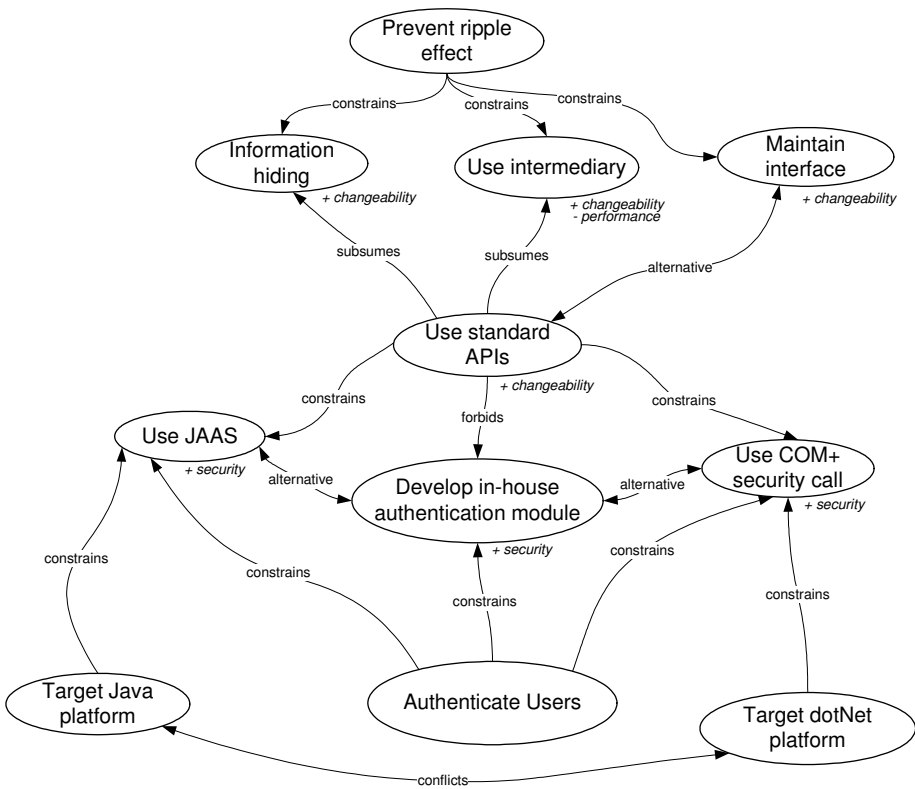 Prevent ripple
effect
constrains
constrains
constrains
Information
hiding
+ changeability
Use intermediary
+ changeability
- performance
Maintain
interface
+ changeability
subsumes
subsumes
alternative
Use standard
APIs
+ changeability
constrains
forbids
constrains
Use JAAS
+ security
alternative
Develop in-house
authentication module
+ security
alternative
Use COM+
security call
+ security
constrains
constrains
constrains
constrains
constrains
Target Java
platform
Authenticate Users
Target dotNet
platform
conflicts